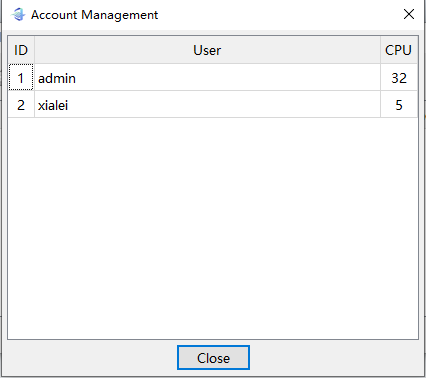 Account Management
ID User CPU
1 admin 32
2 xialei 5
Close